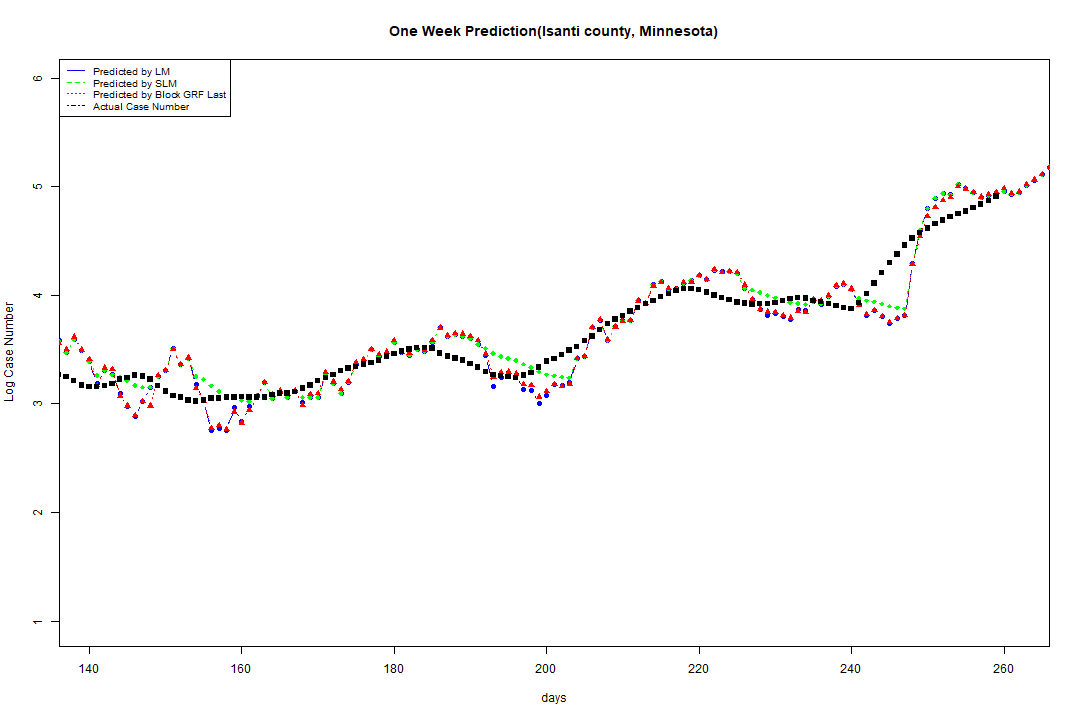 One Week Prediction(Isanti county, Minnesota)
Predicted by LM
Predicted by SLM
Predicted by Block GRF Last
Actual Case Number
6
5
4
3
2
1
Log Case Number
140 160 180 200 220 240 260
days